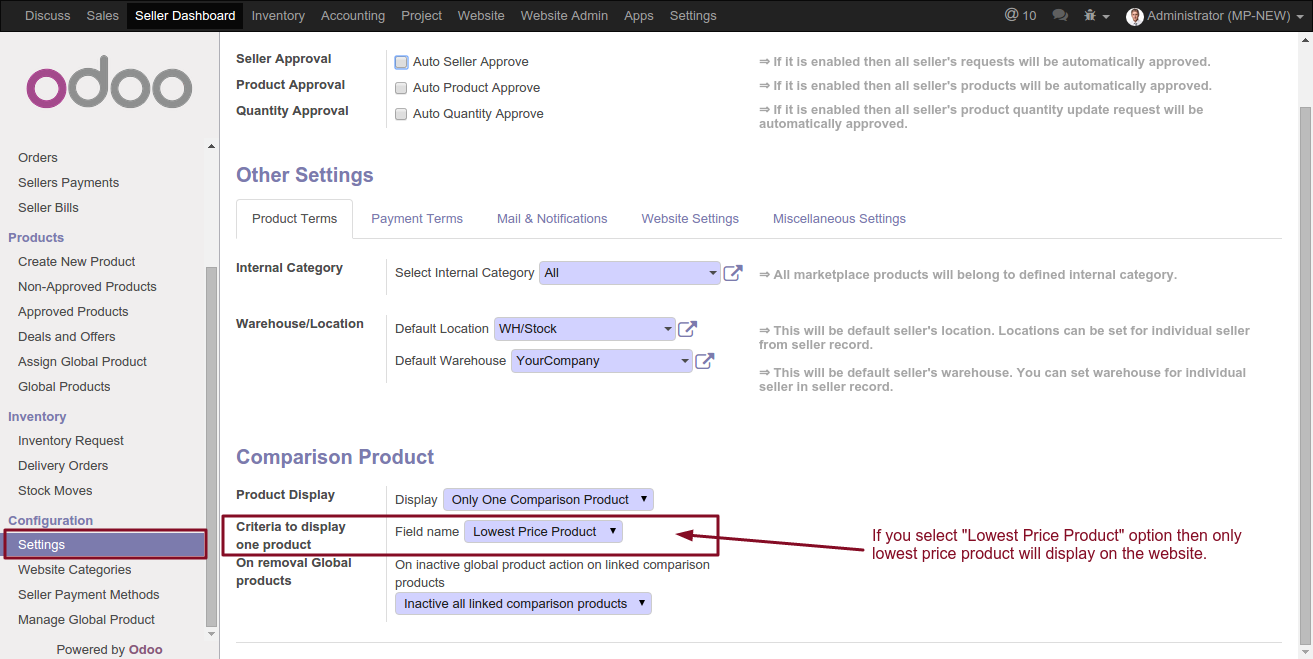 Discuss Sales Seller Dashboard Inventory Accounting Project Website Website Admin Apps Settings @ 10 Administrator (MP-NEW)
odoo
Orders
Sellers Payments
Seller Bills
Products
Create New Product
Non-Approved Products
Approved Products
Deals and Offers
Assign Global Product
Global Products
Inventory
Inventory Request
Delivery Orders
Stock Moves
Configuration
Settings
Website Categories
Seller Payment Methods
Manage Global Product
Powered by Odoo
Seller Approval Auto Seller Approve ⇒ If it is enabled then all seller's requests will be automatically approved.
Product Approval Auto Product Approve ⇒ If it is enabled then all seller's products will be automatically approved.
Quantity Approval Auto Quantity Approve ⇒ If it is enabled then all seller's product quantity update request will be
automatically approved.
Other Settings
Product Terms Payment Terms Mail & Notifications Website Settings Miscellaneous Settings
Internal Category Select Internal Category All ⇒ All marketplace products will belong to defined internal category.
Warehouse/Location Default Location WH/Stock ⇒ This will be default seller's location. Locations can be set for individual seller
from seller record.
Default Warehouse YourCompany ⇒ This will be default seller's warehouse. You can set warehouse for individual
seller in seller record.
Comparison Product
Product Display Display Only One Comparison Product
Criteria to display
one product Field name Lowest Price Product
If you select "Lowest Price Product" option then only
lowest price product will display on the website.
On removal Global
products On inactive global product action on linked comparison
products
Inactive all linked comparison products